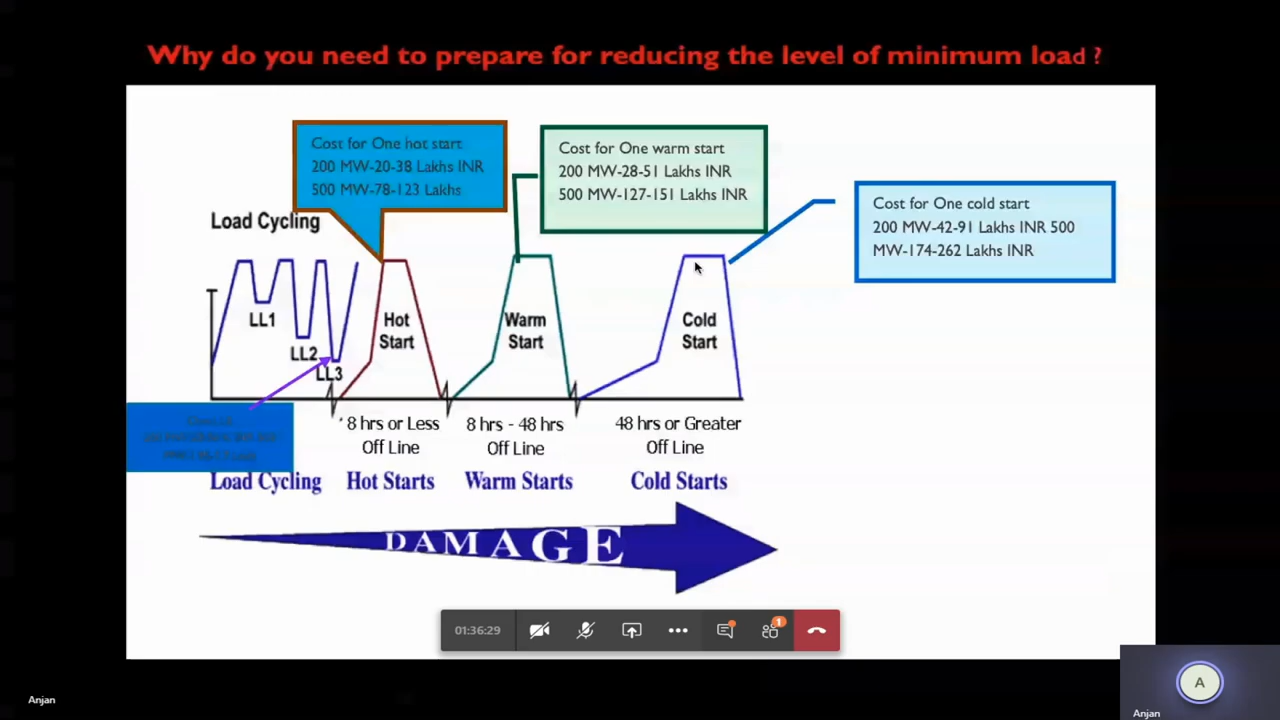 Why do you need to prepare for reducing the level of minimum load ?
Cost for One hot start
200 MW-20-38 Lakhs INR
500 MW-78-123 Lakhs
Cost for One warm start
200 MW-28-51 Lakhs INR
500 MW-127-151 Lakhs INR
Cost for One cold start
200 MW-42-91 Lakhs INR 500
MW-174-262 Lakhs INR
Load Cycling
LL1
LL2
LL3
Hot
Start
Warm
Start
Cold
Start
8 hrs or Less
Off Line
8 hrs - 48 hrs
Off Line
48 hrs or Greater
Off Line
Load Cycling
Hot Starts
Warm Starts
Cold Starts
DAMAGE
01:36:29
1
A
Anjan
Anjan